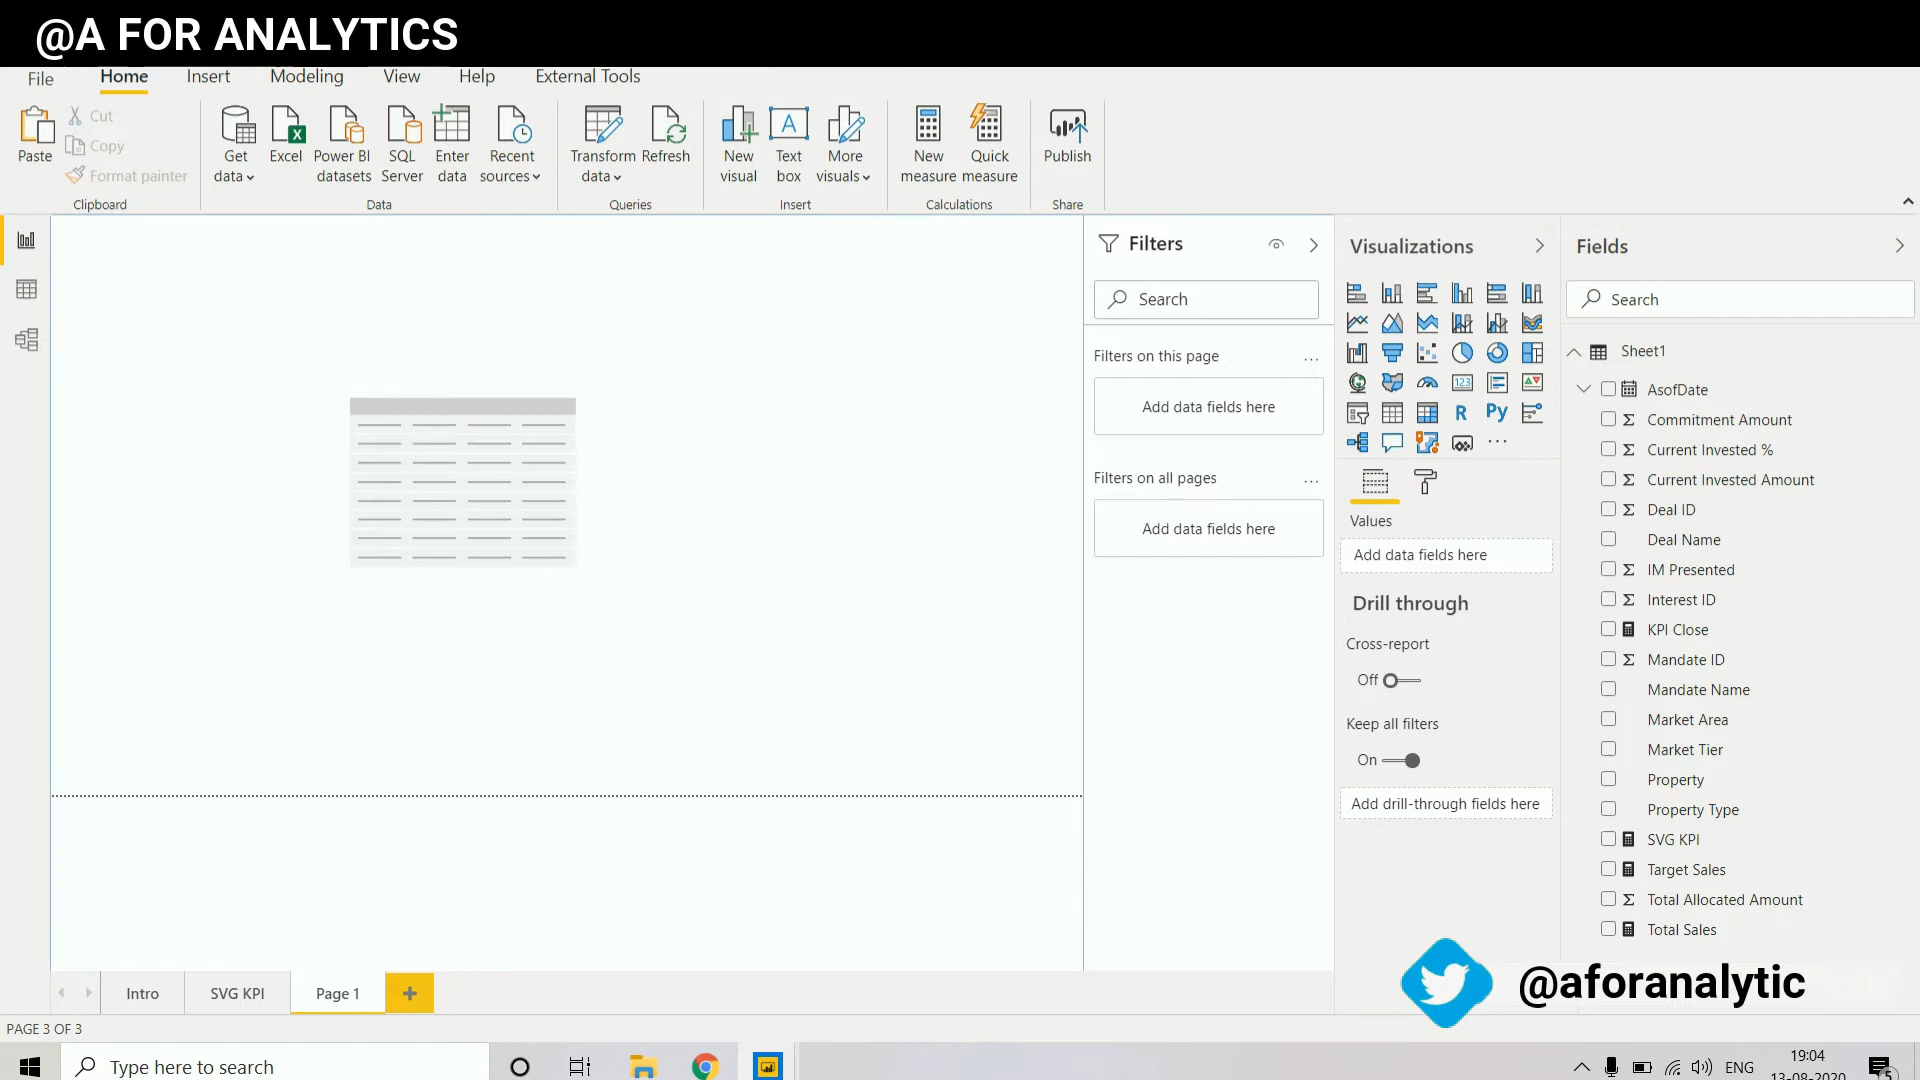 @A FOR ANALYTICS
File Home Insert Modeling View Help External Tools
Paste
Cut
Copy
Format painter
Clipboard
Get data
Excel
Power BI datasets
SQL Server
Enter data
Recent sources
Data
Transform data
Refresh
Queries
New visual
Text box
More visuals
Insert
New measure
Quick measure
Calculations
Publish
Share
Filters
Search
Filters on this page ...
Add data fields here
Filters on all pages ...
Add data fields here
Visualizations
123
R
Py
...
Values
Add data fields here
Drill through
Cross-report
Off
Keep all filters
On
Add drill-through fields here
Fields
Search
Sheet1
AsofDate
Commitment Amount
Current Invested %
Current Invested Amount
Deal ID
Deal Name
IM Presented
Interest ID
KPI Close
Mandate ID
Mandate Name
Market Area
Market Tier
Property
Property Type
SVG KPI
Target Sales
Total Allocated Amount
Total Sales
@aforanalytic
Intro SVG KPI Page 1 +
PAGE 3 OF 3
Type here to search
ENG
19:04
13-08-2020
5